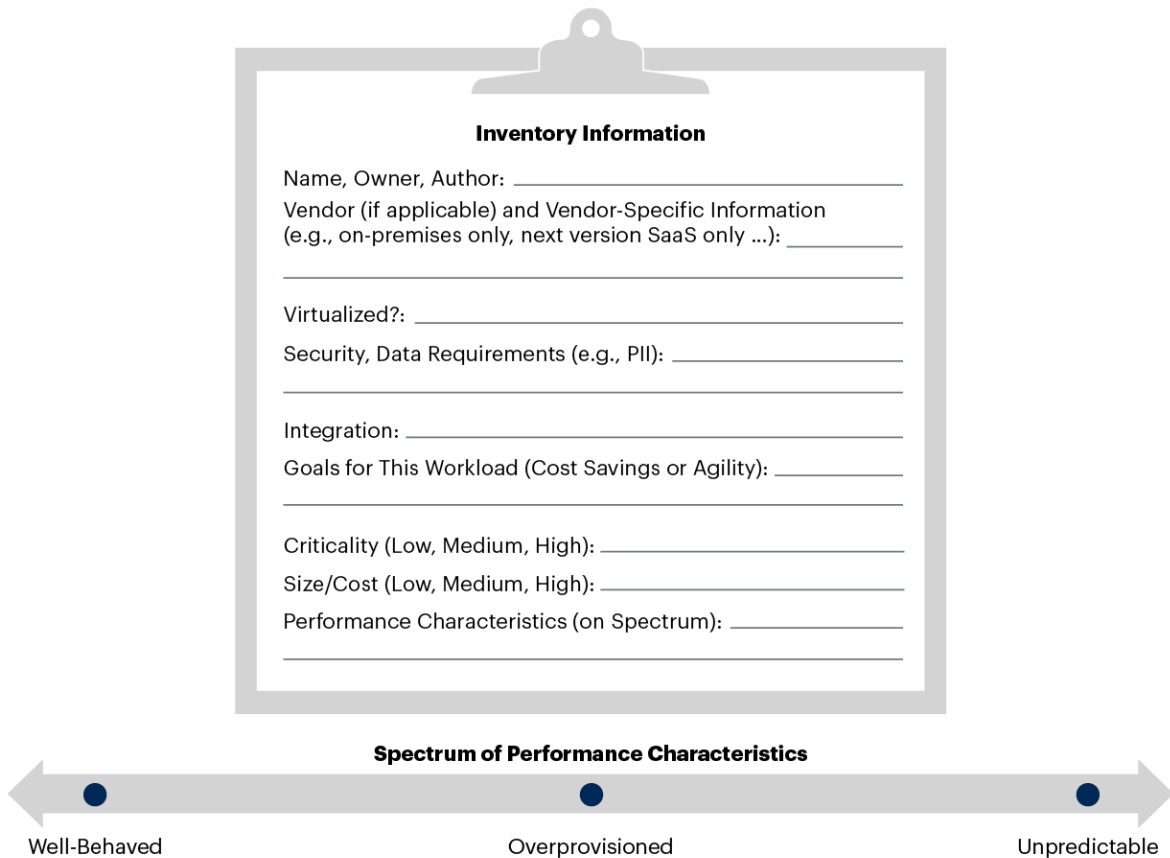 Inventory Information
Name, Owner, Author:
Vendor (if applicable) and Vendor-Specific Information
(e.g., on-premises only, next version SaaS only ...):
Virtualized?:
Security, Data Requirements (e.g., PII):
Integration:
Goals for This Workload (Cost Savings or Agility):
Criticality (Low, Medium, High):
Size/Cost (Low, Medium, High):
Performance Characteristics (on Spectrum):
Spectrum of Performance Characteristics
Well-Behaved
Overprovisioned
Unpredictable